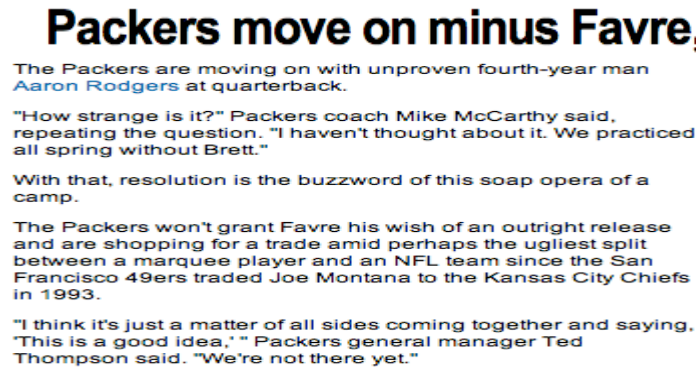 Packers move on minus Favre,
The Packers are moving on with unproven fourth-year man
Aaron Rodgers at quarterback.
"How strange is it?" Packers coach Mike McCarthy said,
repeating the question. "I haven't thought about it. We practiced
all spring without Brett."
With that, resolution is the buzzword of this soap opera of a
camp.
The Packers won't grant Favre his wish of an outright release
and are shopping for a trade amid perhaps the ugliest split
between a marquee player and an NFL team since the San
Francisco 49ers traded Joe Montana to the Kansas City Chiefs
in 1993.
"I think it's just a matter of all sides coming together and saying,
'This is a good idea,' " Packers general manager Ted
Thompson said. "We're not there yet."